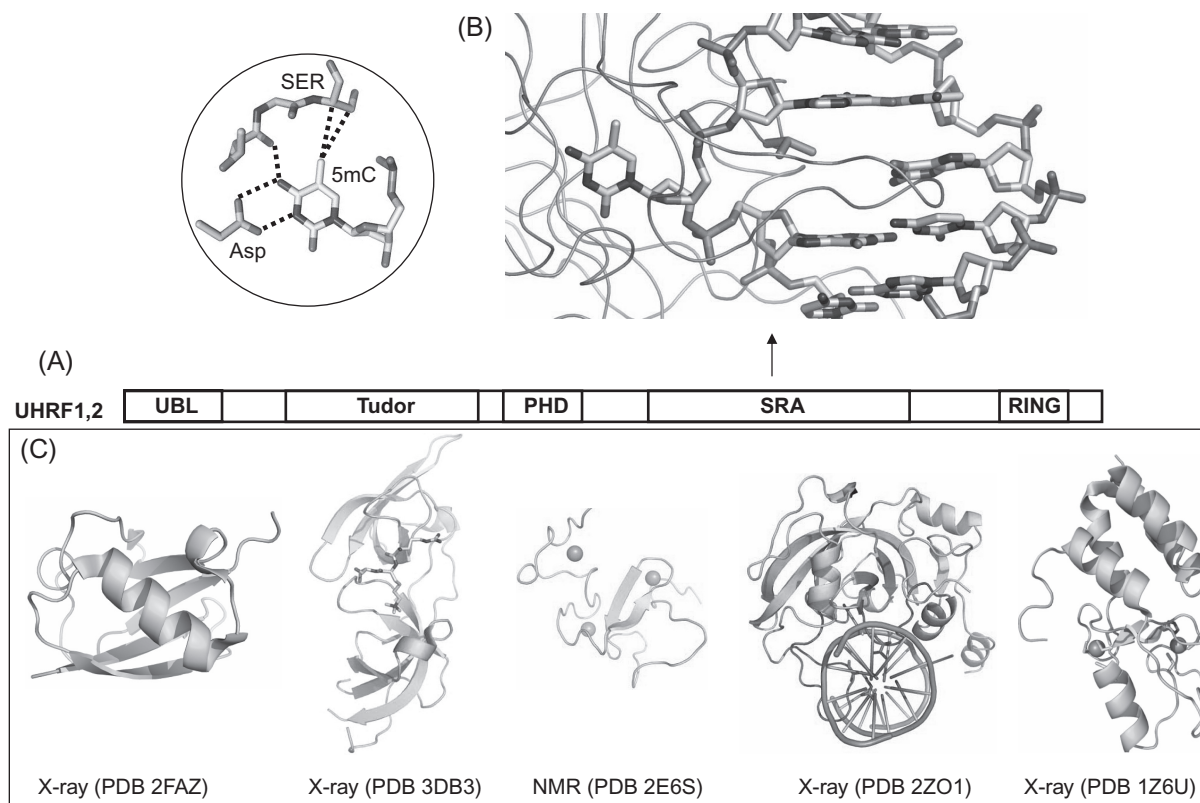 (B)
SER
5mC
Asp
(A)
UHRF1,2 UBL Tudor PHD SRA RING
(C)
X-ray (PDB 2FAZ) X-ray (PDB 3DB3) NMR (PDB 2E6S) X-ray (PDB 2ZO1) X-ray (PDB 1Z6U)